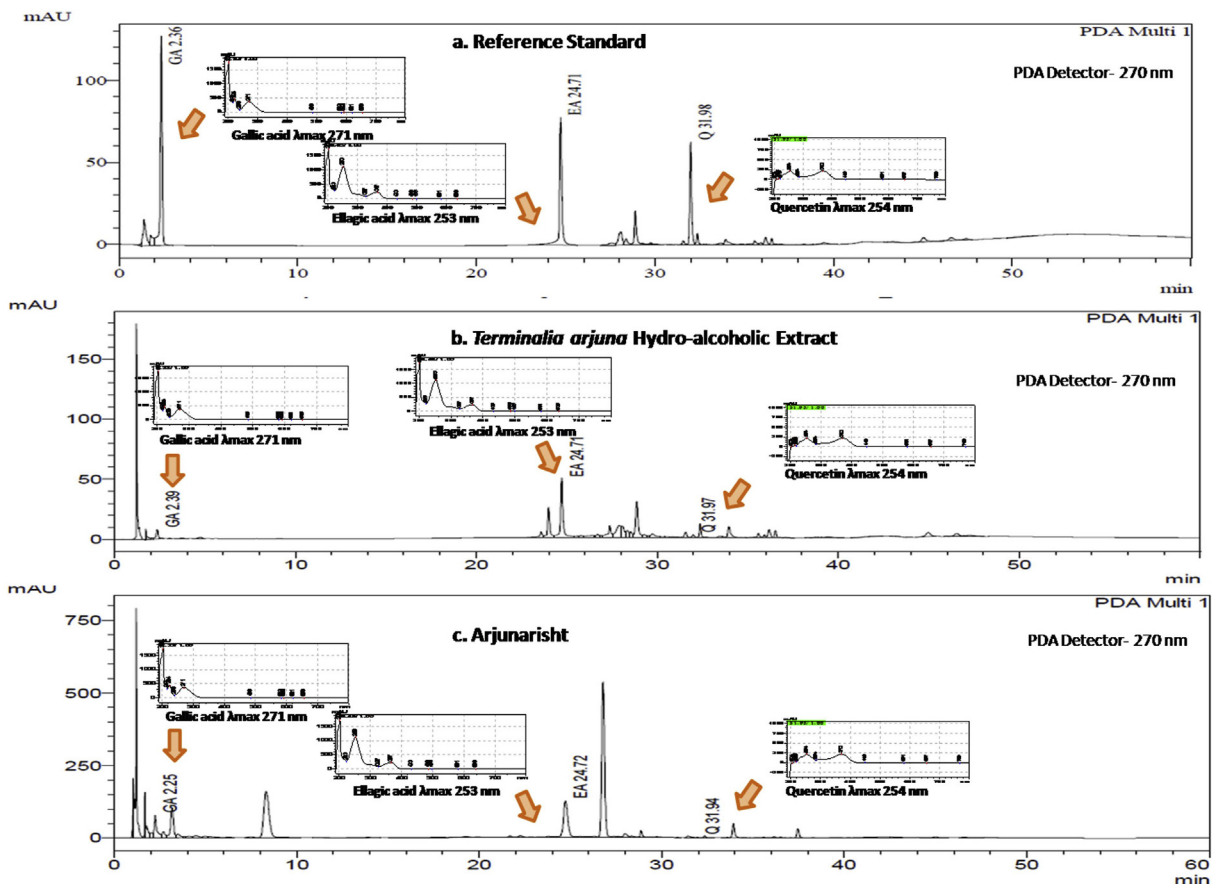 mAU
a. Reference Standard
PDA Multi 1
PDA Detector- 270 nm
GA 2.36
EA 24.71
Q 31.98
Gallic acid λmax 271 nm
Ellagic acid λmax 253 nm
Quercetin λmax 254 nm
100
50
0
0 10 20 30 40 50
min
mAU
b. Terminalia arjuna Hydro-alcoholic Extract
PDA Multi 1
PDA Detector- 270 nm
Gallic acid λmax 271 nm
Ellagic acid λmax 253 nm
Quercetin λmax 254 nm
GA 2.39
EA 24.71
Q 31.97
150
100
50
0
0 10 20 30 40 50
min
mAU
c. Arjunarisht
PDA Multi 1
PDA Detector- 270 nm
Gallic acid λmax 271 nm
Ellagic acid λmax 253 nm
Quercetin λmax 254 nm
GA 2.25
EA 24.72
Q 31.94
750
500
250
0
0 10 20 30 40 50 60
min